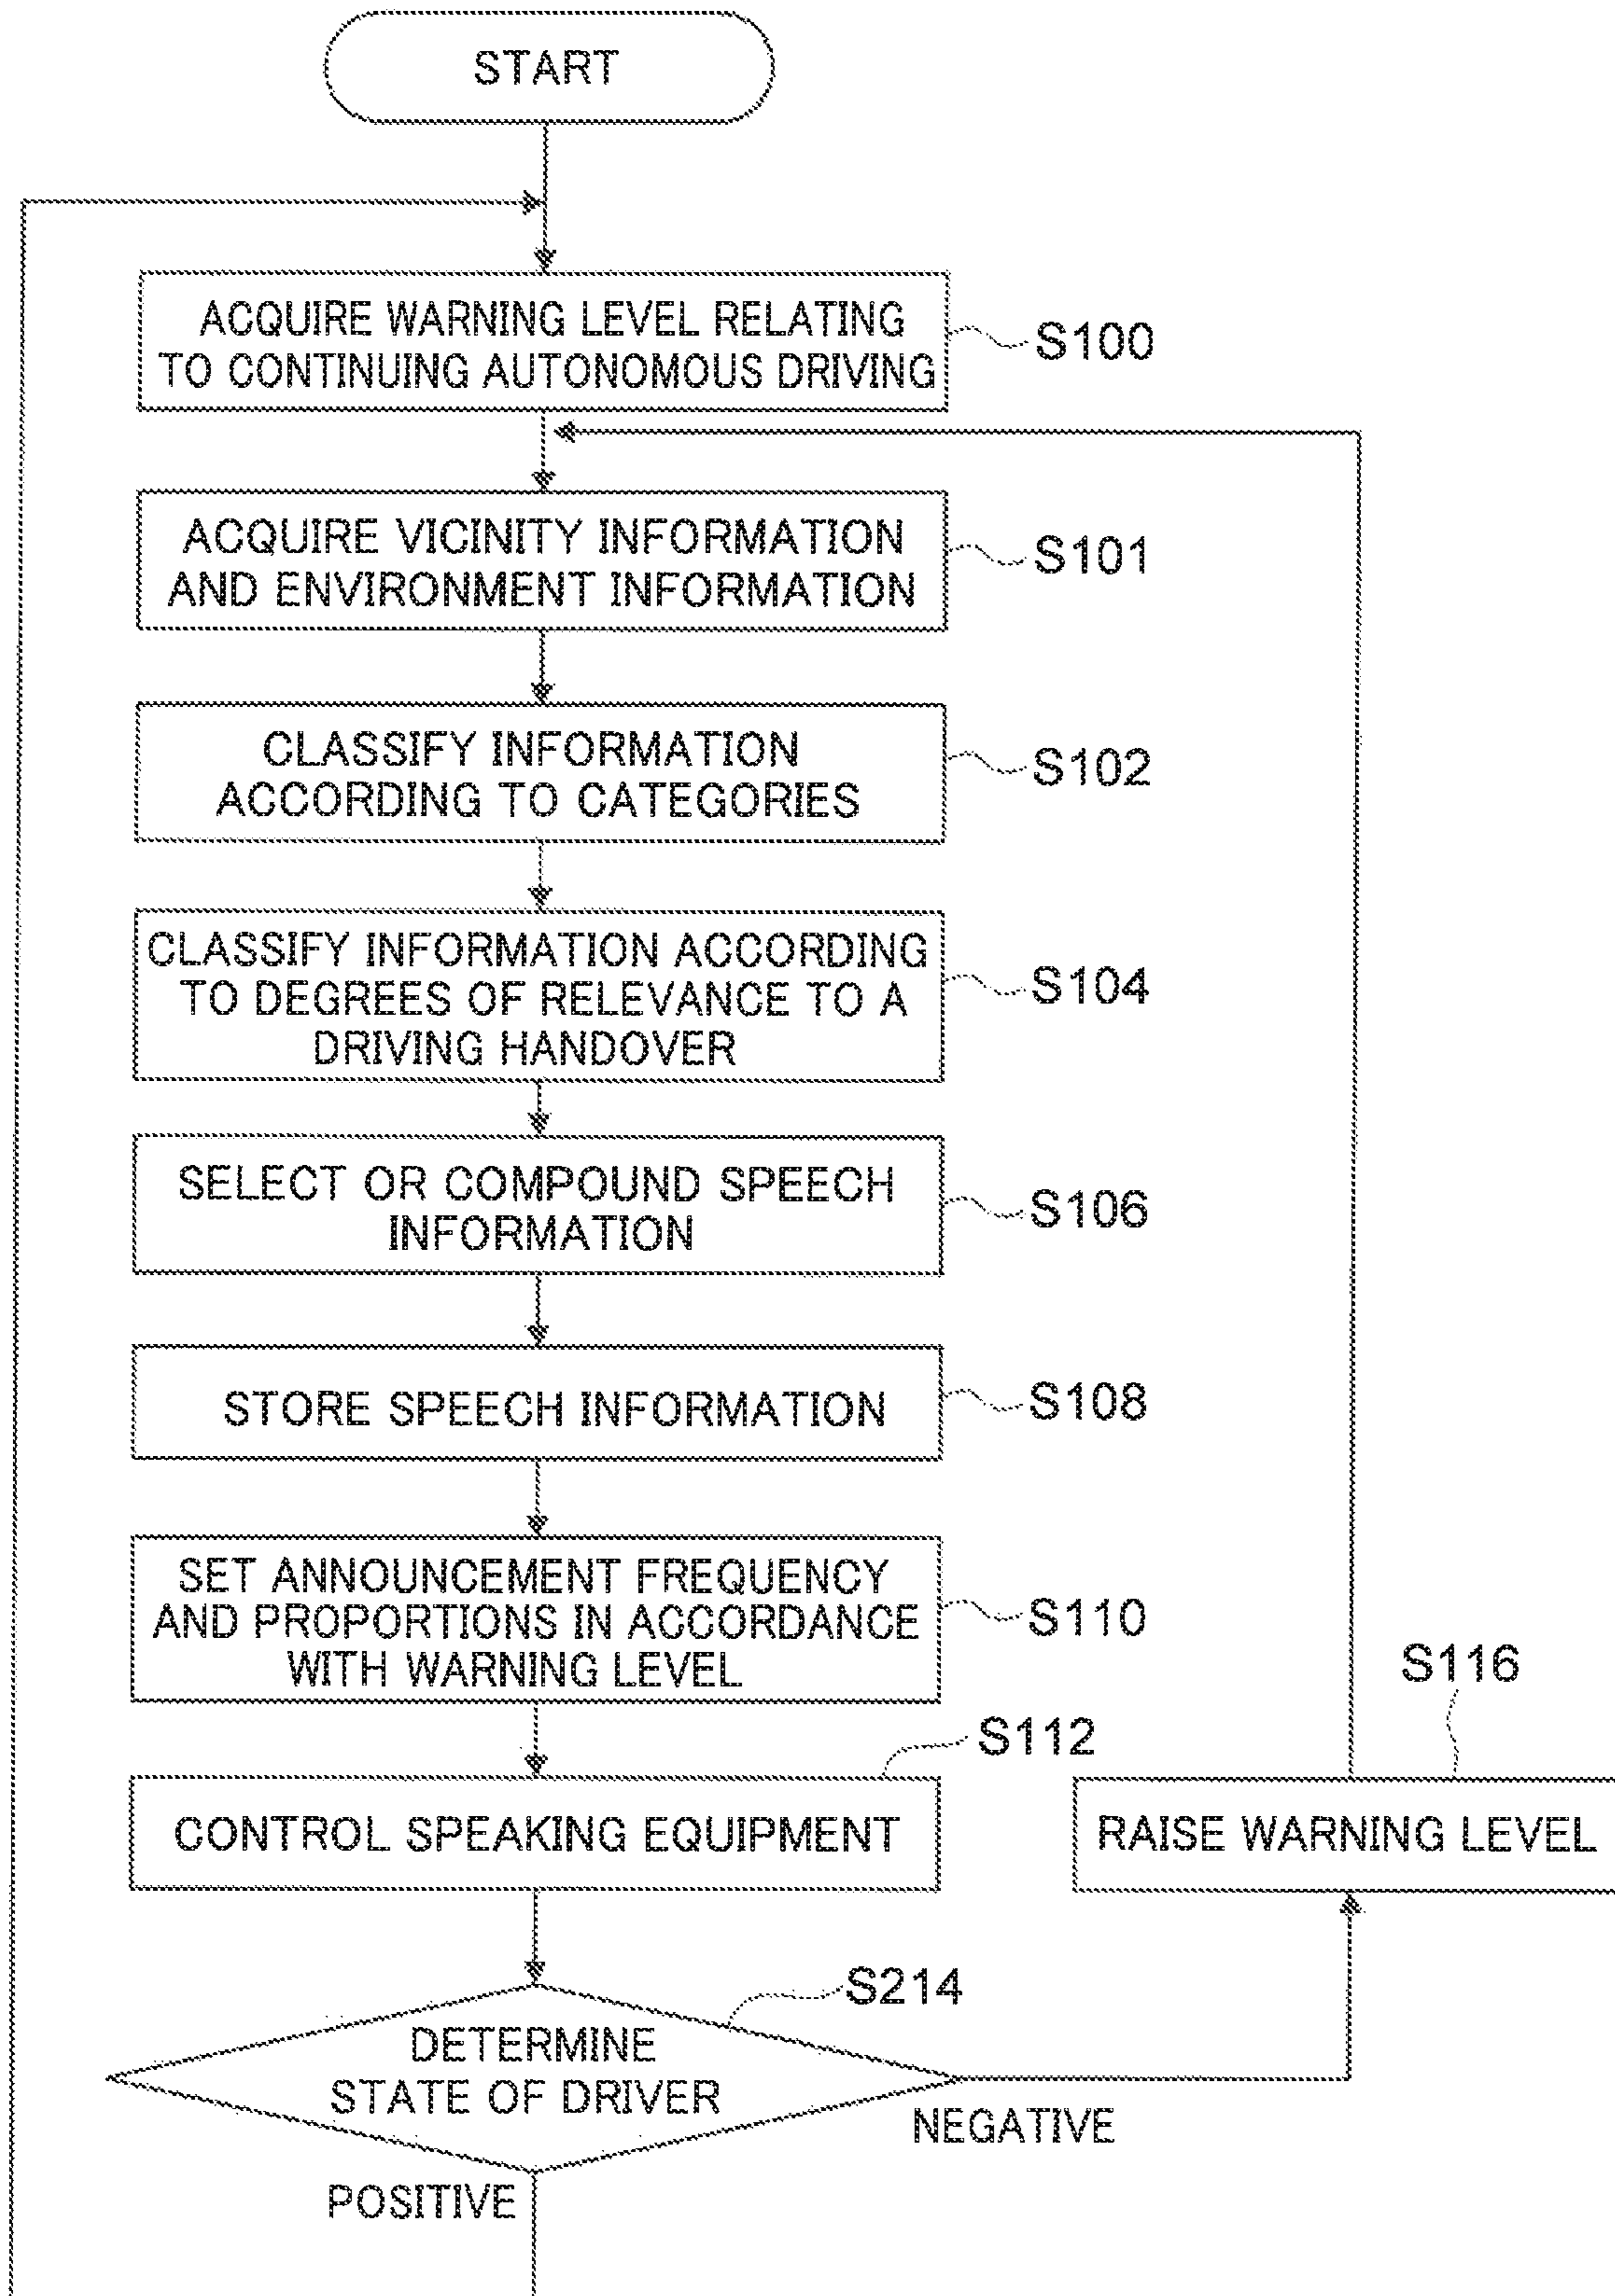 START
ACQUIRE WARNING LEVEL RELATING
TO CONTINUING AUTONOMOUS DRIVING
S100
ACQUIRE VICINITY INFORMATION
AND ENVIRONMENT INFORMATION
S101
CLASSIFY INFORMATION
ACCORDING TO CATEGORIES
S102
CLASSIFY INFORMATION ACCORDING
TO DEGREES OF RELEVANCE TO A
DRIVING HANDOVER
S104
SELECT OR COMPOUND SPEECH
INFORMATION
S106
STORE SPEECH INFORMATION
S108
SET ANNOUNCEMENT FREQUENCY
AND PROPORTIONS IN ACCORDANCE
WITH WARNING LEVEL
S110
S116
S112
CONTROL SPEAKING EQUIPMENT
RAISE WARNING LEVEL
S214
DETERMINE
STATE OF DRIVER
NEGATIVE
POSITIVE